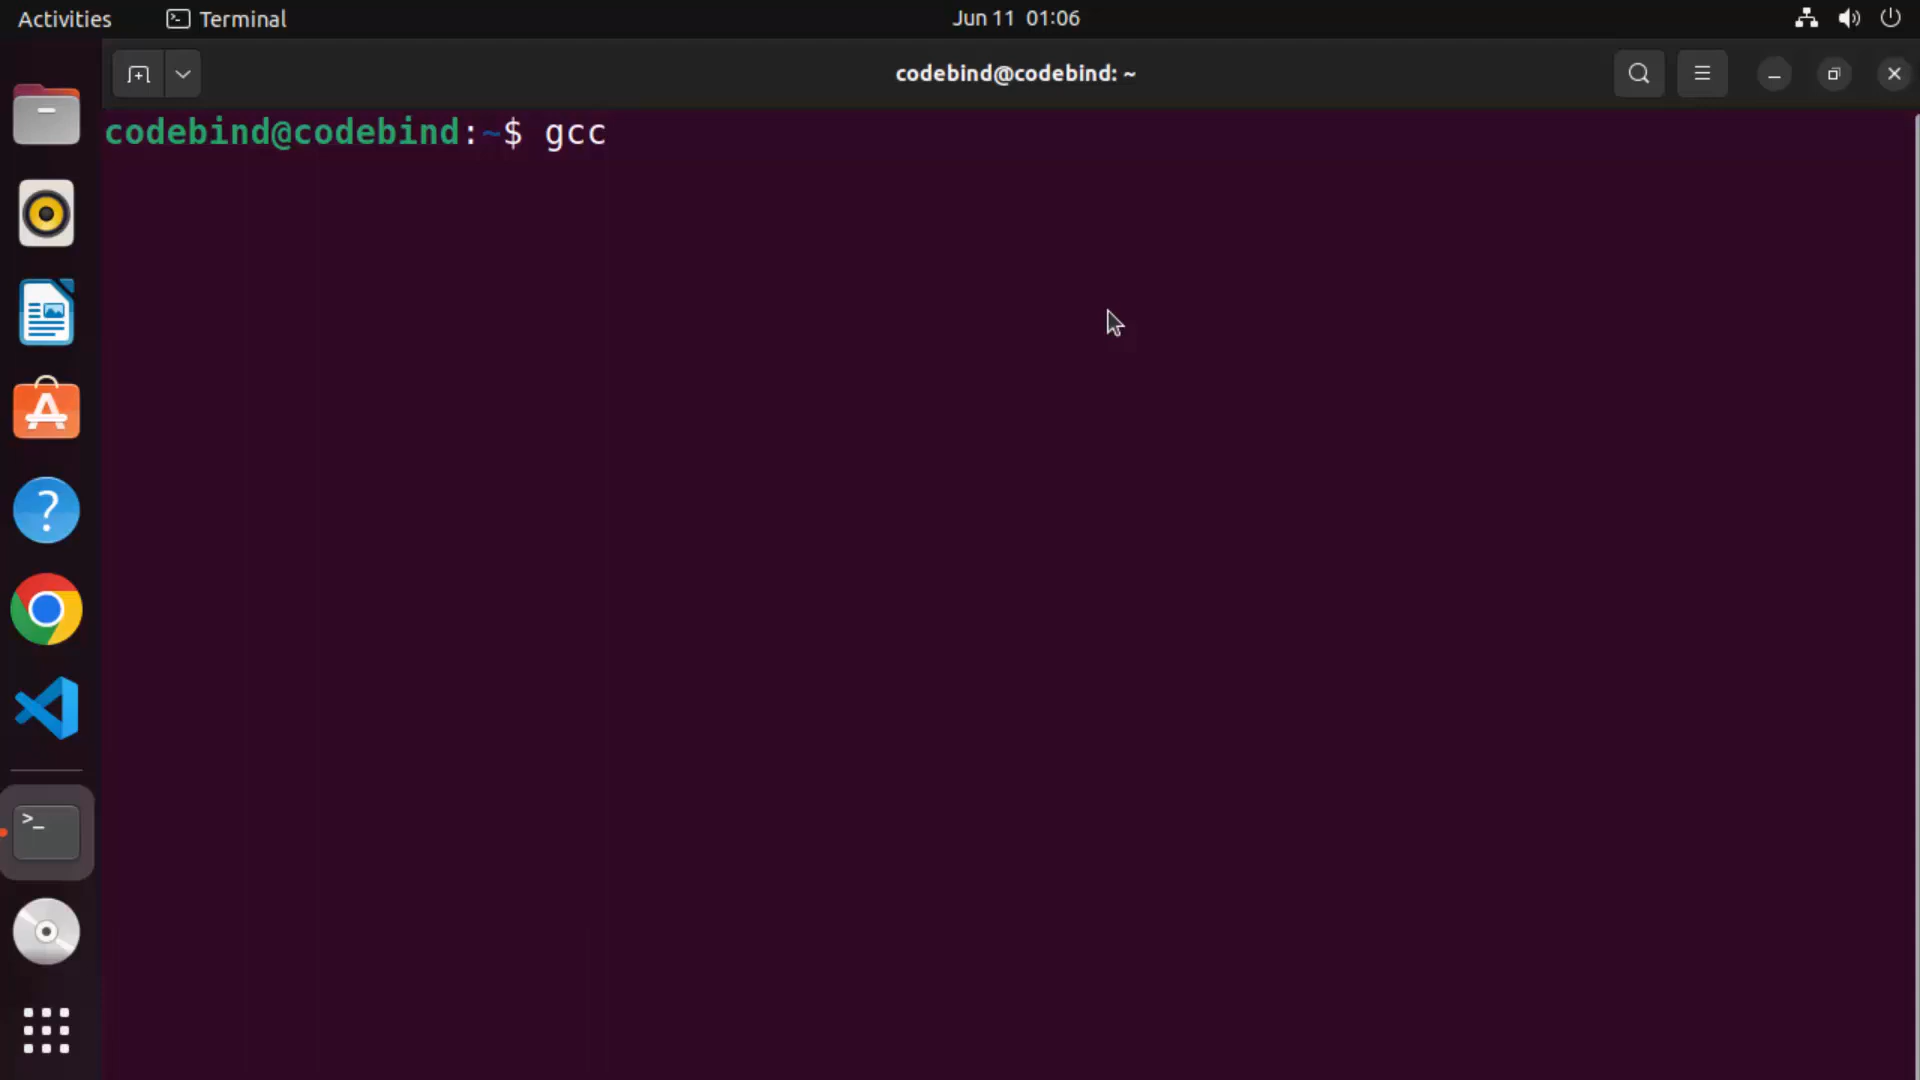 Activities
Terminal
Jun 11 01:06
codebind@codebind: ~
codebind@codebind:~$ gcc